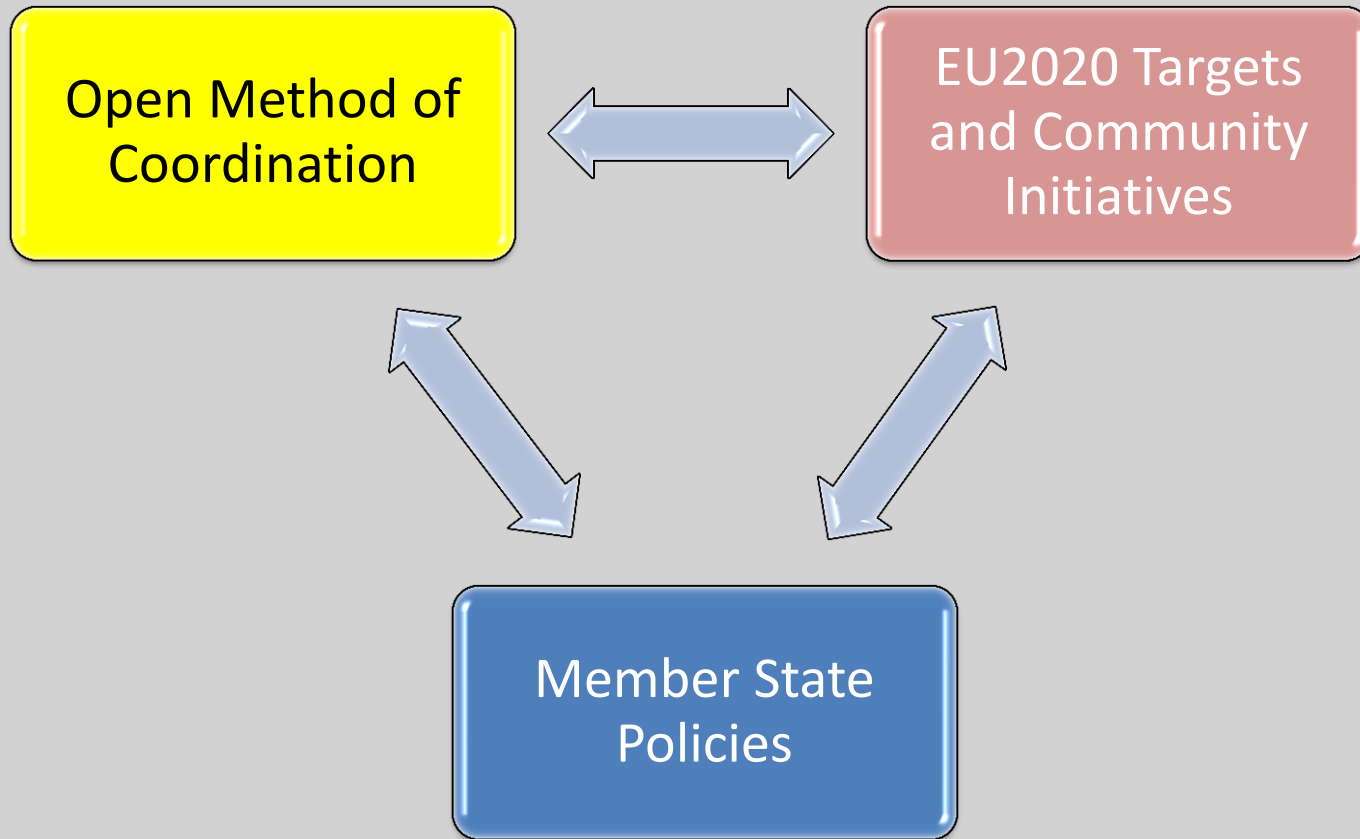 Open Method of
Coordination
EU2020 Targets
and Community
Initiatives
Member State
Policies